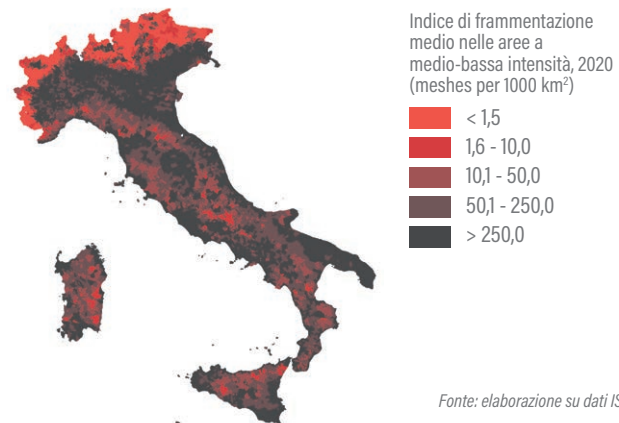 Indice di frammentazione
medio nelle aree a
medio-bassa intensità, 2020
(meshes per 1000 km²)
< 1,5
1,6 - 10,0
10,1 - 50,0
50,1 - 250,0
> 250,0
Fonte: elaborazione su dati IS